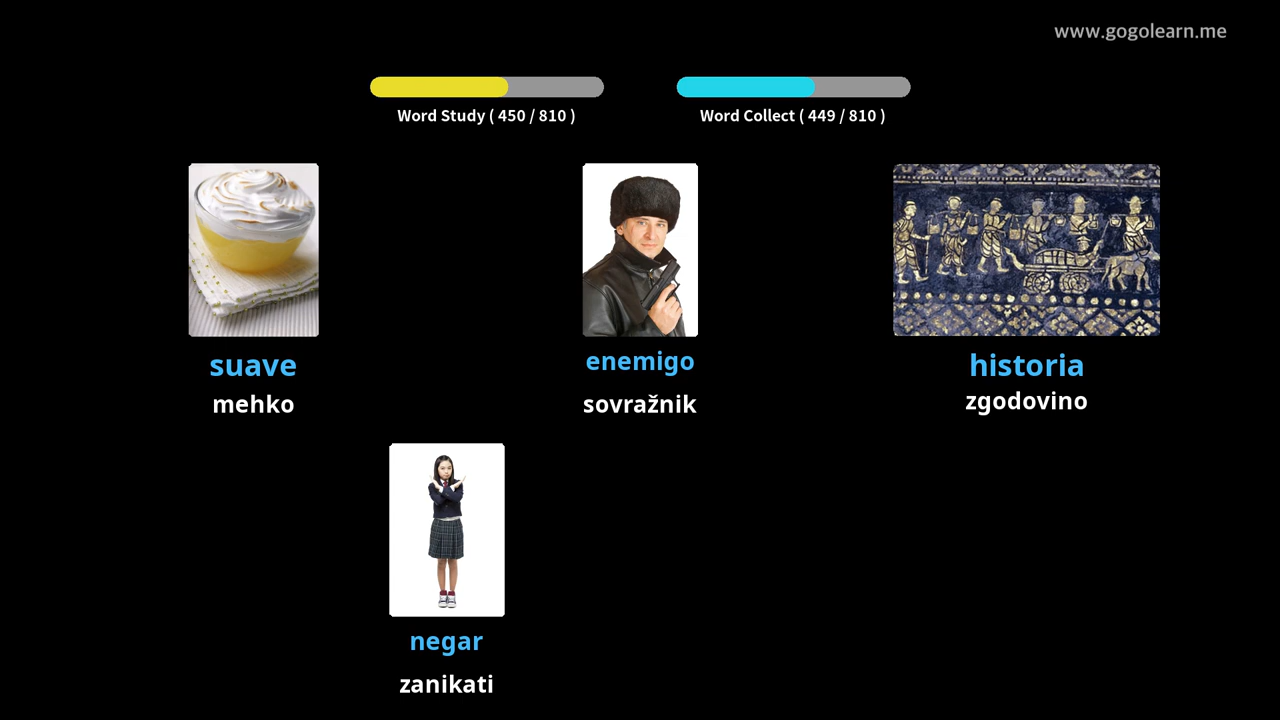 www.gogolearn.me
Word Study ( 450 / 810 )
Word Collect ( 449 / 810 )
suave
mehko
enemigo
sovražnik
historia
zgodovino
negar
zanikati